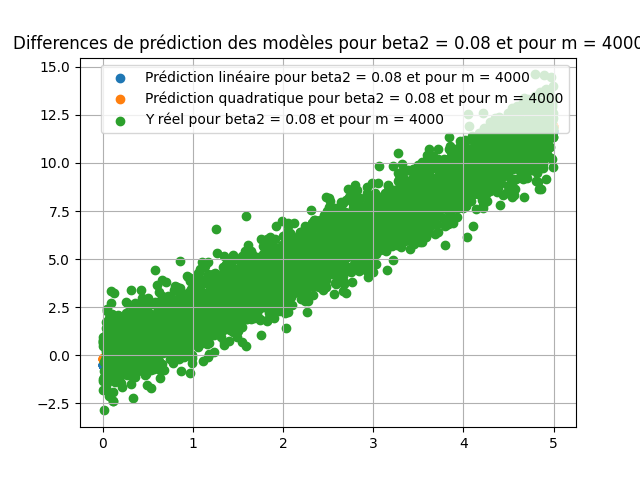 Differences de prédiction des modèles pour beta2 = 0.08 et pour m = 4000
15.0
Prédiction linéaire pour beta2 = 0.08 et pour m = 4000
Prédiction quadratique pour beta2 = 0.08 et pour m = 4000
Y réel pour beta2 = 0.08 et pour m = 4000
12.5
10.0
7.5
5.0
2.5
0.0
−2.5
0 1 2 3 4 5